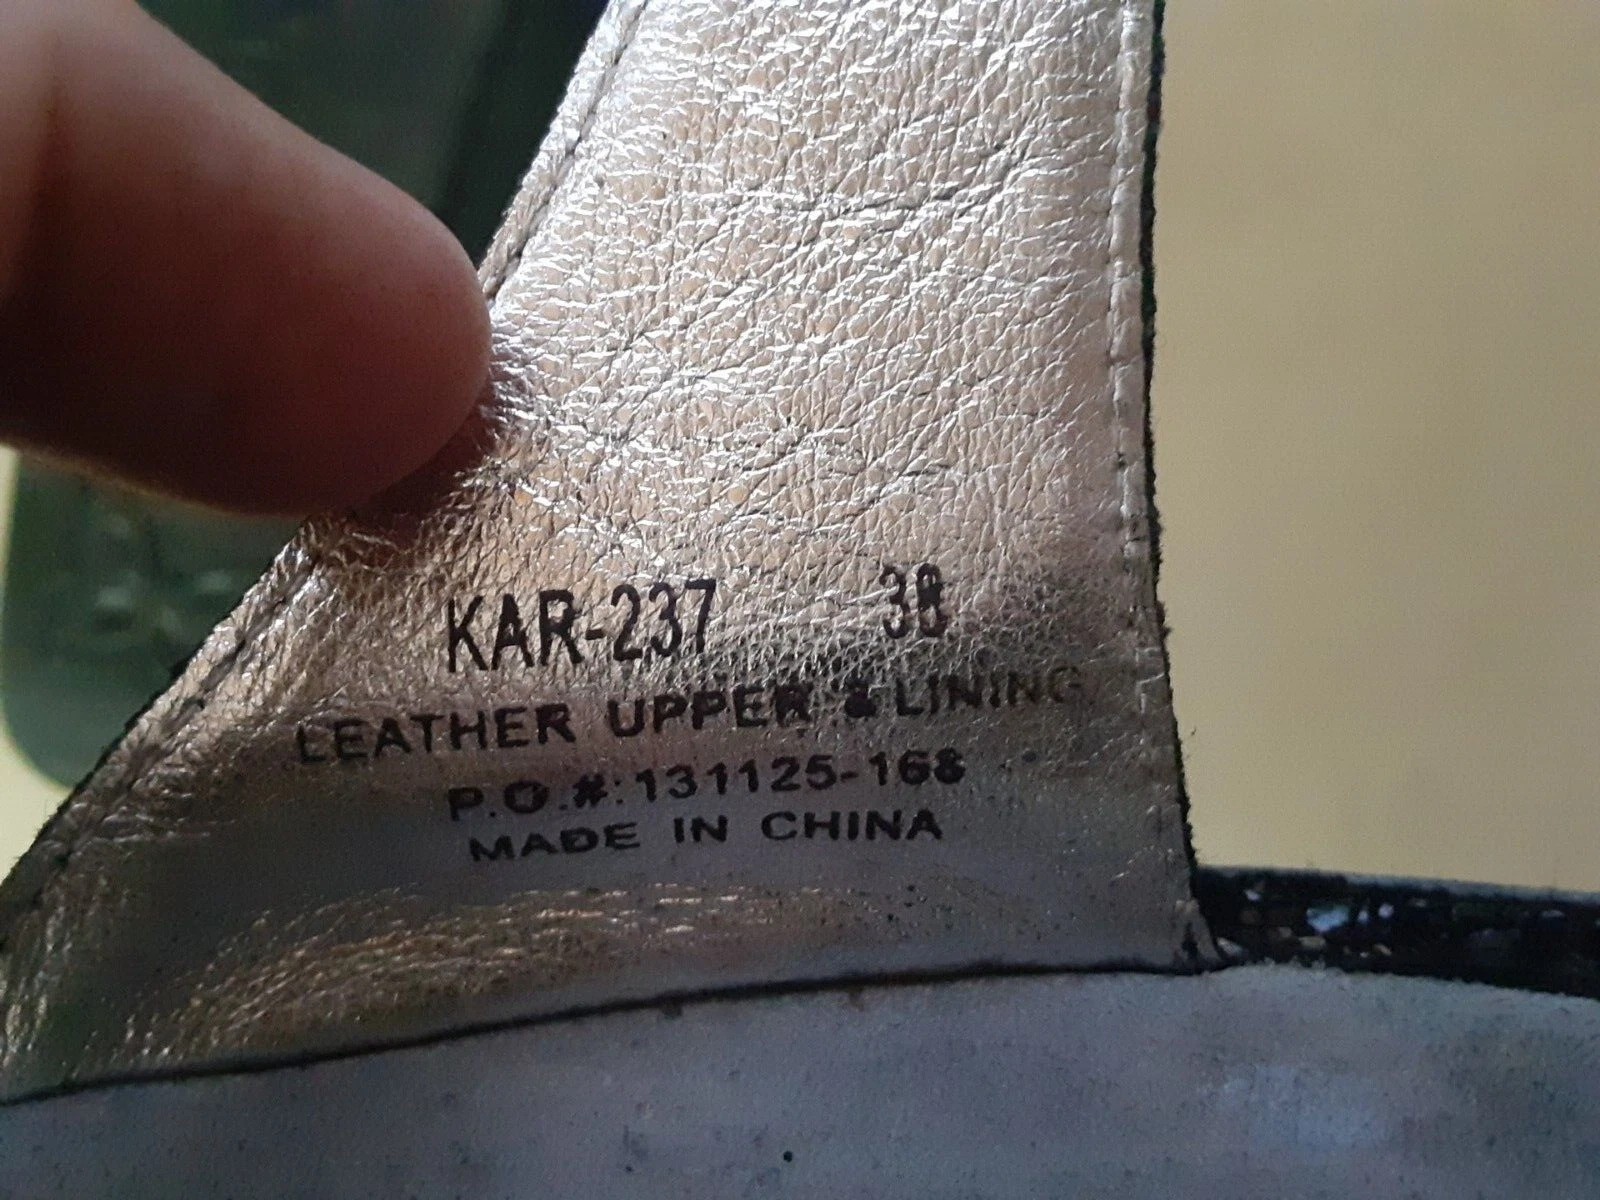 KAR-237 38
LEATHER UPPER & LINING
P.O.#:131125-168
MADE IN CHINA